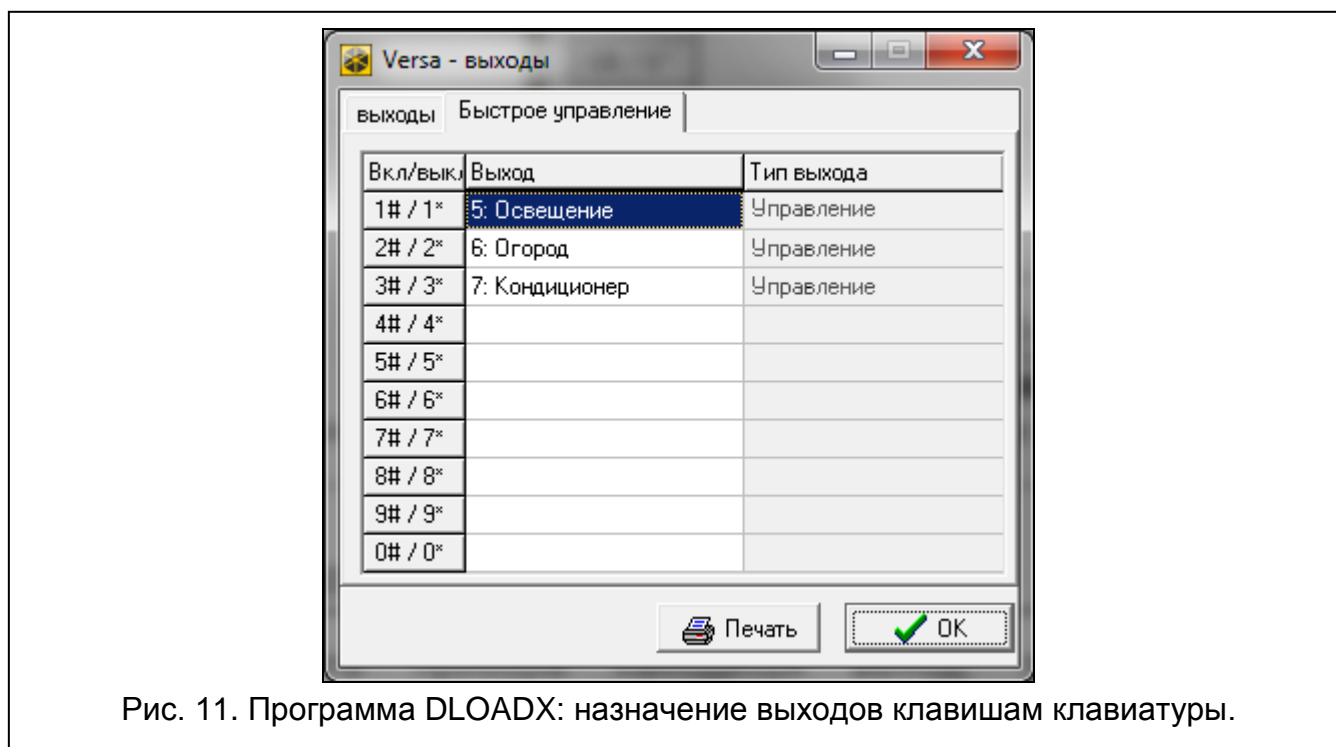 Versa - выходы
выходы Быстрое управление
Вкл/выкл Выход Тип выхода
1# / 1* 5: Освещение Управление
2# / 2* 6: Огород Управление
3# / 3* 7: Кондиционер Управление
4# / 4*
5# / 5*
6# / 6*
7# / 7*
8# / 8*
9# / 9*
0# / 0*
Печать OK
Рис. 11. Программа DLOADX: назначение выходов клавишам клавиатуры.